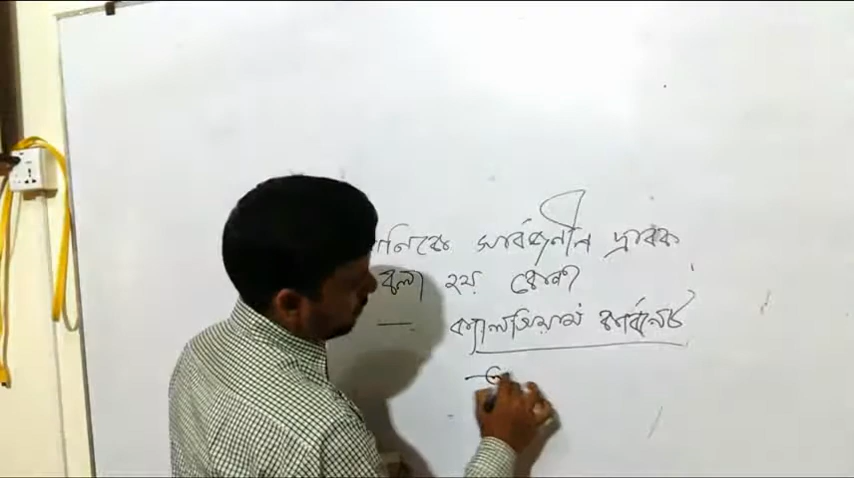 সার্বজনীন দ্রাবক
বলা হয় কেন?
— ক্যালসিয়াম কার্বনেট